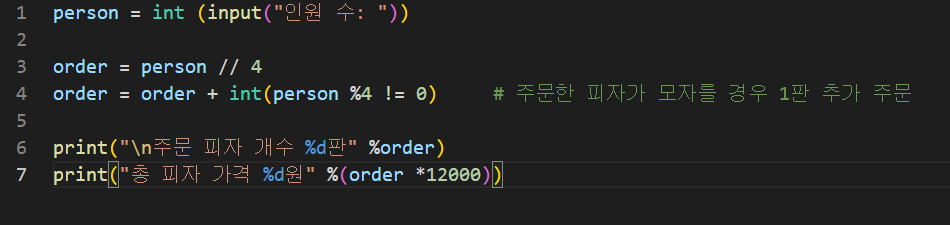 1 person = int (input("인원 수: "))
2
3 order = person // 4
4 order = order + int(person %4 != 0) # 주문한 피자가 모자를 경우 1판 추가 주문
5
6 print("\n주문 피자 개수 %d판" %order)
7 print("총 피자 가격 %d원" %(order *12000))